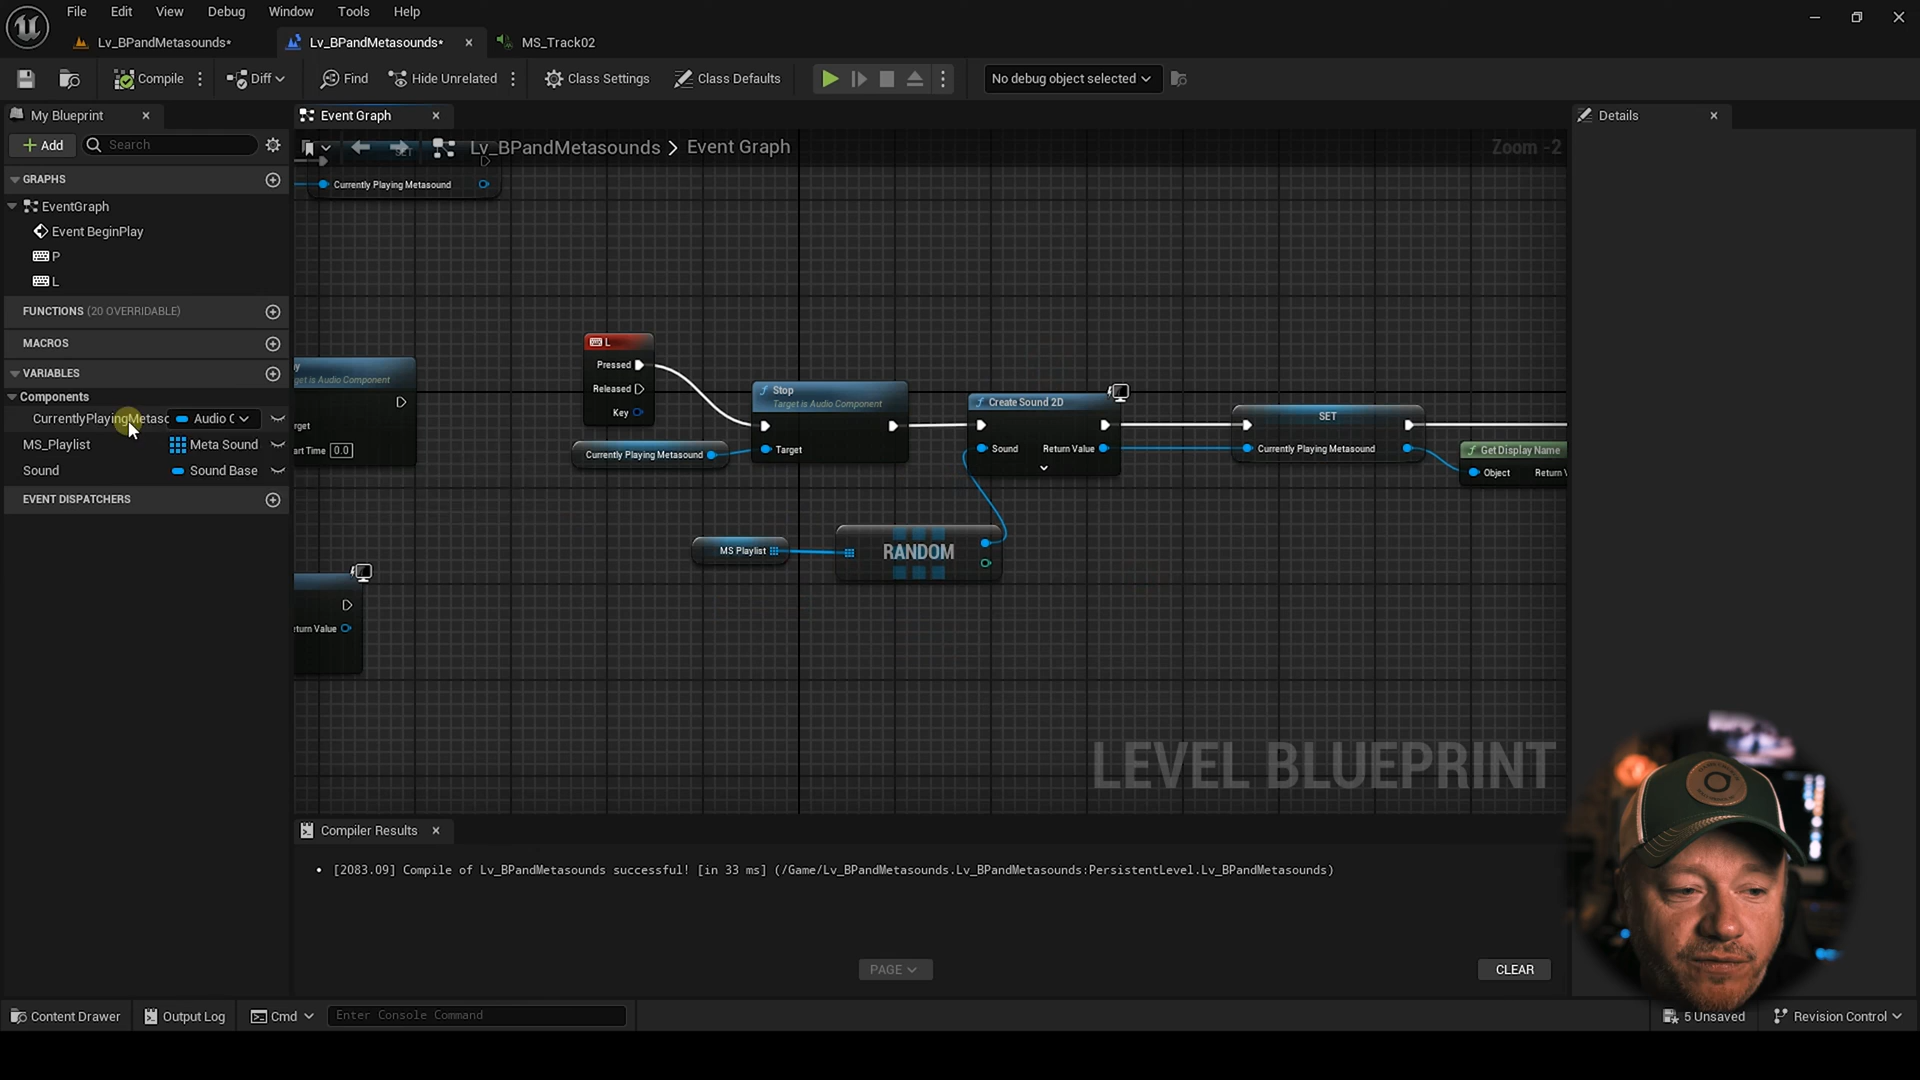 File Edit View Debug Window Tools Help
Lv_BPandMetasounds* Lv_BPandMetasounds* MS_Track02
Compile Diff Find Hide Unrelated Class Settings Class Defaults No debug object selected
My Blueprint Event Graph Details
Add Search Lv_BPandMetasounds > Event Graph Zoom -2
GRAPHS
EventGraph
Event BeginPlay
P
L
FUNCTIONS (20 OVERRIDABLE)
MACROS
VARIABLES
Components
CurrentlyPlayingMetasc Audio C
MS_Playlist Meta Sound
Sound Sound Base
EVENT DISPATCHERS
SET
Currently Playing Metasound
get is Audio Component
rget
art Time 0.0
L
Pressed
Released
Key
Currently Playing Metasound
Stop
Target is Audio Component
Target
Create Sound 2D
Sound Return Value
SET
Currently Playing Metasound
Get Display Name
Object Return V
MS Playlist
RANDOM
eturn Value
LEVEL BLUEPRINT
Compiler Results
[2083.09] Compile of Lv_BPandMetasounds successful! [in 33 ms] (/Game/Lv_BPandMetasounds.Lv_BPandMetasounds:PersistentLevel.Lv_BPandMetasounds)
PAGE CLEAR
Content Drawer Output Log Cmd Enter Console Command 5 Unsaved Revision Control